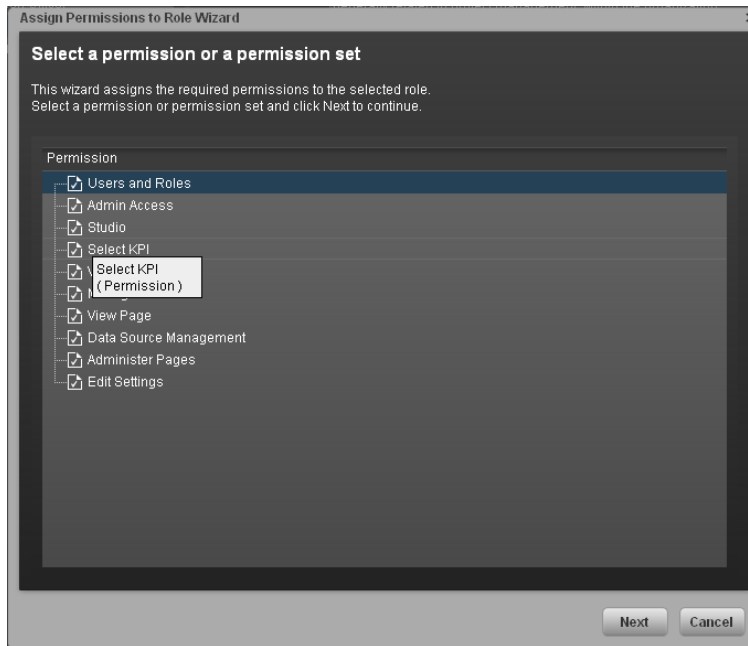 Assign Permissions to Role Wizard
Select a permission or a permission set
This wizard assigns the required permissions to the selected role.
Select a permission or permission set and click Next to continue.
Permission
Users and Roles
Admin Access
Studio
Select KPI
Select KPI
( Permission )
View Page
Data Source Management
Administer Pages
Edit Settings
Next
Cancel